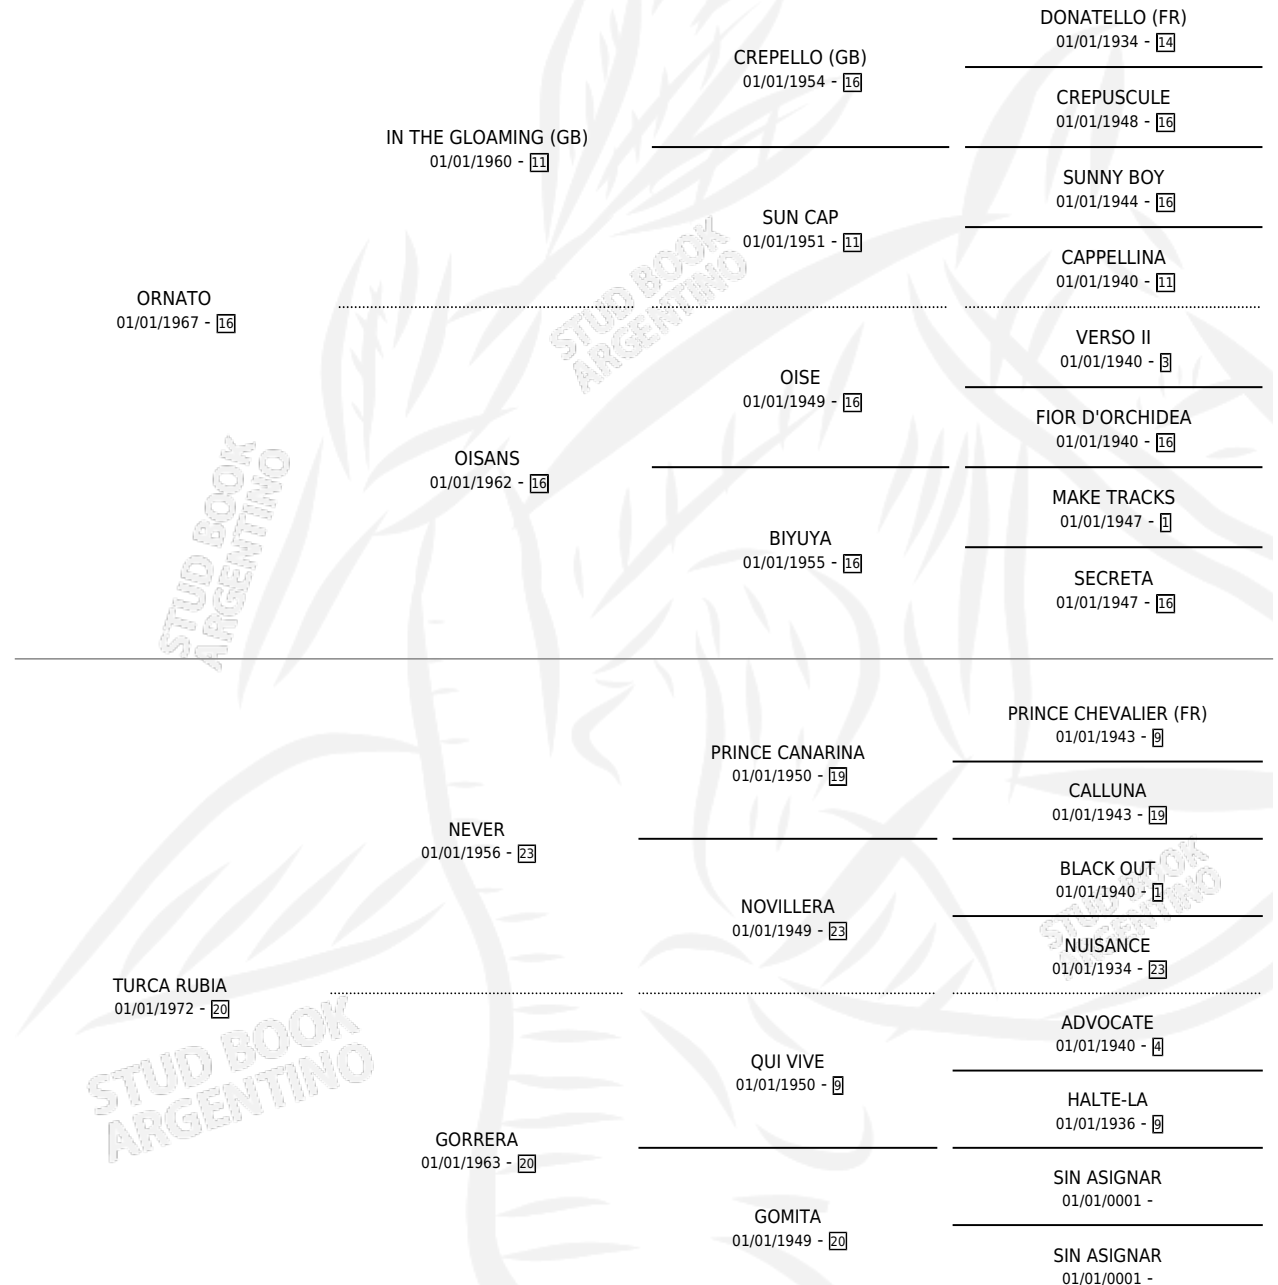 DONATELLO (FR)
01/01/1934 - 14
CREPELLO (GB)
01/01/1954 - 16
CREPUSCULE
01/01/1948 - 16
IN THE GLOAMING (GB)
01/01/1960 - 11
SUNNY BOY
01/01/1944 - 16
SUN CAP
01/01/1951 - 11
CAPPELLINA
01/01/1940 - 11
ORNATO
01/01/1967 - 16
VERSO II
01/01/1940 - 3
OISE
01/01/1949 - 16
FIOR D'ORCHIDEA
01/01/1940 - 16
OISANS
01/01/1962 - 16
MAKE TRACKS
01/01/1947 - 1
BIYUYA
01/01/1955 - 16
SECRETA
01/01/1947 - 16
STUD BOOK
ARGENTINO
STUD BOOK
ARGENTINO
PRINCE CHEVALIER (FR)
01/01/1943 - 9
PRINCE CANARINA
01/01/1950 - 19
CALLUNA
01/01/1943 - 19
NEVER
01/01/1956 - 23
BLACK OUT
01/01/1940 - 1
NOVILLERA
01/01/1949 - 23
NUISANCE
01/01/1934 - 23
STUD BOOK
ARGENTINO
TURCA RUBIA
01/01/1972 - 20
ADVOCATE
01/01/1940 - 4
QUI VIVE
01/01/1950 - 9
HALTE-LA
01/01/1936 - 9
GORRERA
01/01/1963 - 20
SIN ASIGNAR
01/01/0001 -
GOMITA
01/01/1949 - 20
SIN ASIGNAR
01/01/0001 -
STUD BOOK
ARGENTINO